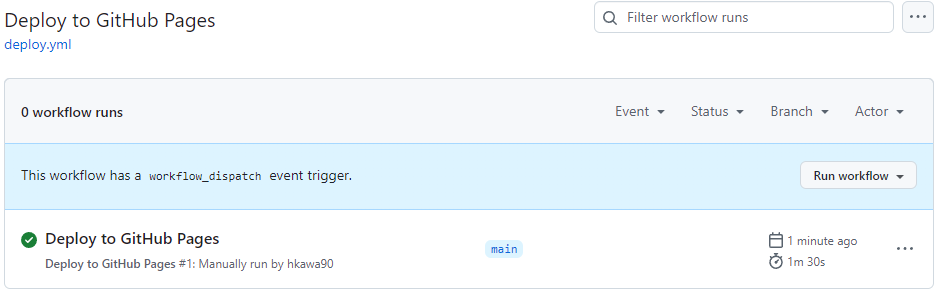 Deploy to GitHub Pages
Filter workflow runs
deploy.yml
0 workflow runs
Event
Status
Branch
Actor
This workflow has a workflow_dispatch event trigger.
Run workflow
Deploy to GitHub Pages
main
1 minute ago
Deploy to GitHub Pages #1: Manually run by hkawa90
1m 30s